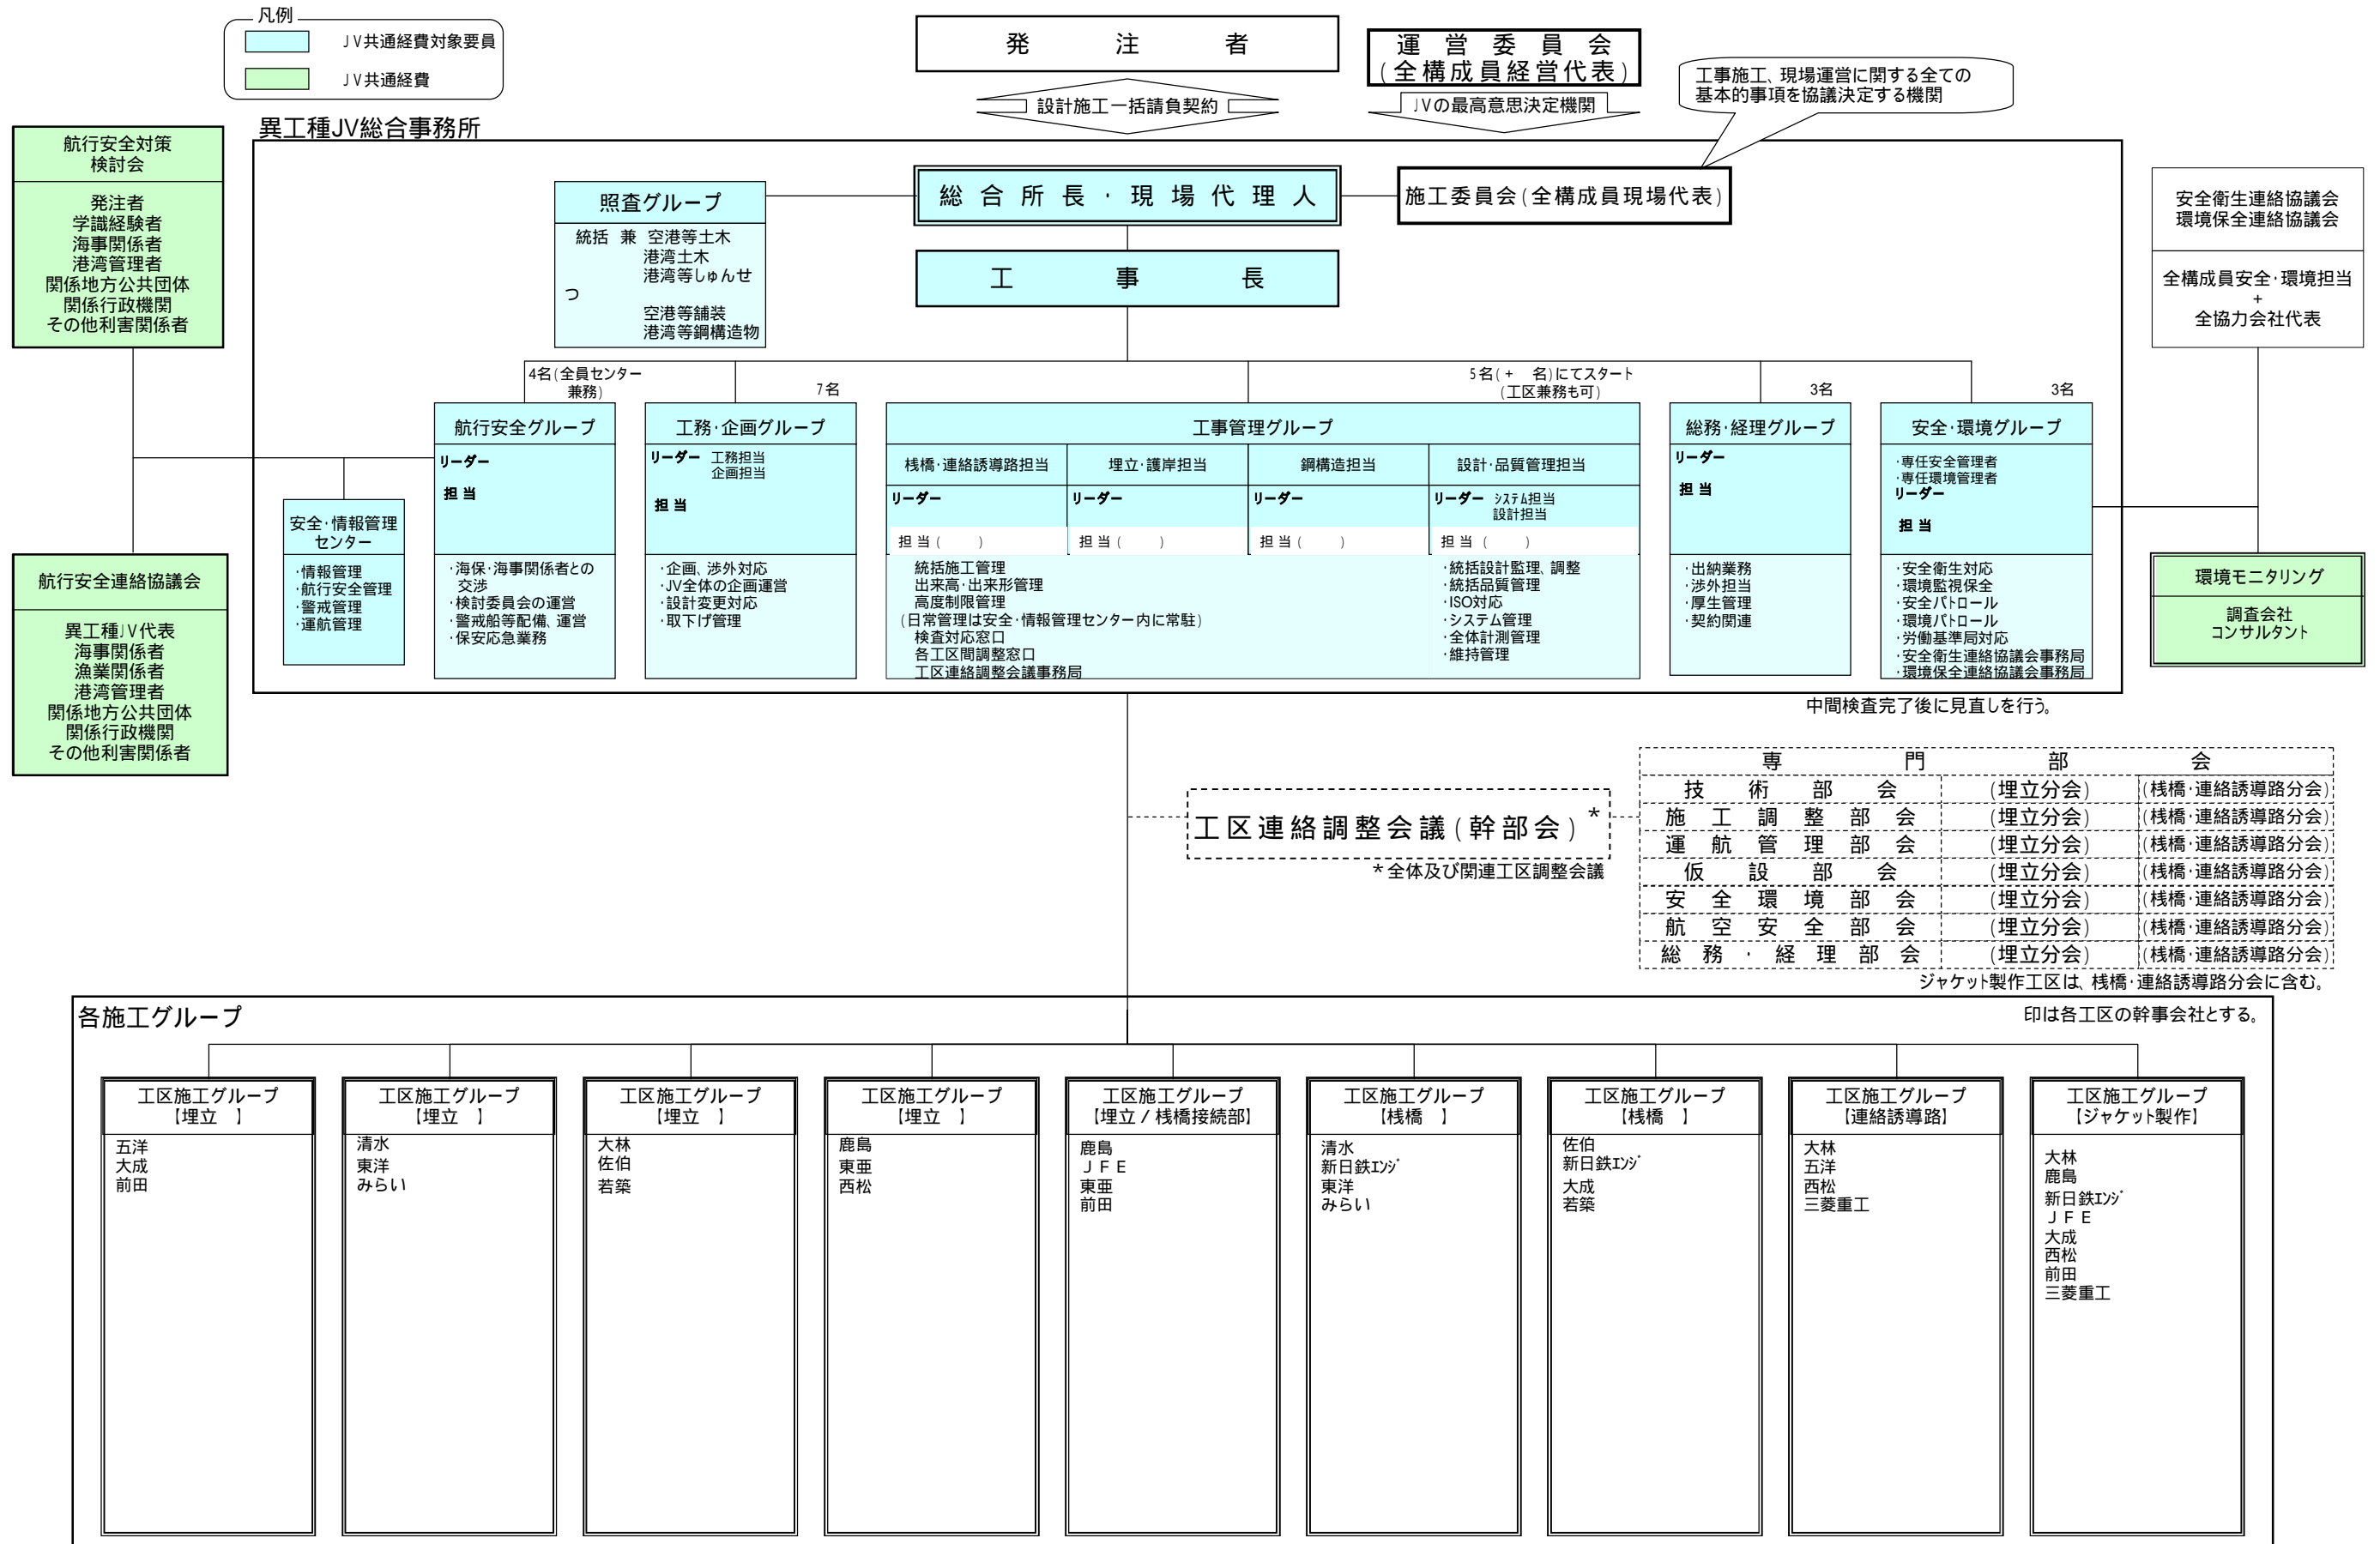 凡例
JV共通経費対象要員
JV共通経費
発注者
設計施工一括請負契約
運営委員会
(全構成員経営代表)
JVの最高意思決定機関
工事施工、現場運営に関する全ての
基本的事項を協議決定する機関
異工種JV総合事務所
航行安全対策
検討会
発注者
学識経験者
海事関係者
港湾管理者
関係地方公共団体
関係行政機関
その他利害関係者
照査グループ
統括 兼 空港等土木
港湾土木
港湾等しゅんせ
つ
空港等舗装
港湾等鋼構造物
総合所長・現場代理人
施工委員会(全構成員現場代表)
工事長
安全衛生連絡協議会
環境保全連絡協議会
全構成員安全・環境担当
+
全協力会社代表
4名(全員センター
兼務)
7名
5名(+ 名)にてスタート
(工区兼務も可)
3名
3名
航行安全グループ
リーダー
担当
・海保・海事関係者との
交渉
・検討委員会の運営
・警戒船等配備、運営
・保安応急業務
工務・企画グループ
リーダー 工務担当
企画担当
担当
・企画、渉外対応
・JV全体の企画運営
・設計変更対応
・取下げ管理
工事管理グループ
桟橋・連絡誘導路担当
埋立・護岸担当
鋼構造担当
設計・品質管理担当
リーダー
リーダー
リーダー
リーダー システム担当
設計担当
担当( )
担当( )
担当( )
担当( )
統括施工管理
出来高・出来形管理
高度制限管理
(日常管理は安全・情報管理センター内に常駐)
検査対応窓口
各工区間調整窓口
工区連絡調整会議事務局
・統括設計監理、調整
・統括品質管理
・ISO対応
・システム管理
・全体計測管理
・維持管理
総務・経理グループ
リーダー
担当
・出納業務
・渉外担当
・厚生管理
・契約関連
安全・環境グループ
・専任安全管理者
・専任環境管理者
リーダー
担当
・安全衛生対応
・環境監視保全
・安全パトロール
・環境パトロール
・労働基準局対応
・安全衛生連絡協議会事務局
・環境保全連絡協議会事務局
安全・情報管理
センター
・情報管理
・航行安全管理
・警戒管理
・運航管理
航行安全連絡協議会
異工種JV代表
海事関係者
漁業関係者
港湾管理者
関係地方公共団体
関係行政機関
その他利害関係者
環境モニタリング
調査会社
コンサルタント
中間検査完了後に見直しを行う。
工区連絡調整会議(幹部会)*
*全体及び関連工区調整会議
専門部会
技術部会 (埋立分会) (桟橋・連絡誘導路分会)
施工調整部会 (埋立分会) (桟橋・連絡誘導路分会)
運航管理部会 (埋立分会) (桟橋・連絡誘導路分会)
仮設部会 (埋立分会) (桟橋・連絡誘導路分会)
安全環境部会 (埋立分会) (桟橋・連絡誘導路分会)
航空安全部会 (埋立分会) (桟橋・連絡誘導路分会)
総務・経理部会 (埋立分会) (桟橋・連絡誘導路分会)
ジャケット製作工区は、桟橋・連絡誘導路分会に含む。
各施工グループ
印は各工区の幹事会社とする。
工区施工グループ
【埋立 】
五洋
大成
前田
工区施工グループ
【埋立 】
清水
東洋
みらい
工区施工グループ
【埋立 】
大林
佐伯
若築
工区施工グループ
【埋立 】
鹿島
東亜
西松
工区施工グループ
【埋立/桟橋接続部】
鹿島
JFE
東亜
前田
工区施工グループ
【桟橋 】
清水
新日鉄エンジ
東洋
みらい
工区施工グループ
【桟橋 】
佐伯
新日鉄エンジ
大成
若築
工区施工グループ
【連絡誘導路】
大林
五洋
西松
三菱重工
工区施工グループ
【ジャケット製作】
大林
鹿島
新日鉄エンジ
JFE
大成
西松
前田
三菱重工